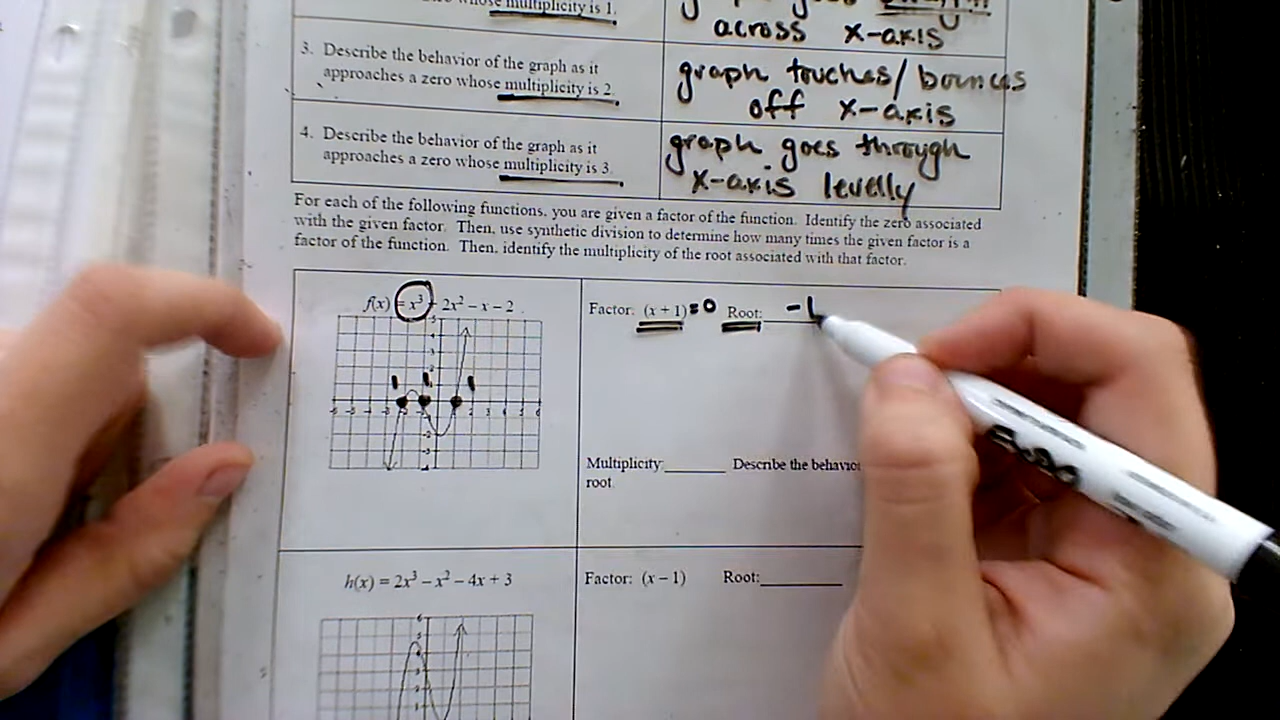 whose multiplicity is 1.
across x-axis
3. Describe the behavior of the graph as it
approaches a zero whose multiplicity is 2.
graph touches/bounces
off x-axis
4. Describe the behavior of the graph as it
approaches a zero whose multiplicity is 3.
graph goes through
x-axis levelly
For each of the following functions, you are given a factor of the function. Identify the zero associated
with the given factor. Then, use synthetic division to determine how many times the given factor is a
factor of the function. Then, identify the multiplicity of the root associated with that factor.
f(x) = x³ + 2x² – x – 2
Factor: (x + 1) = 0 Root: -1
Multiplicity: Describe the behavior
root.
h(x) = 2x³ – x² – 4x + 3
Factor: (x – 1) Root: